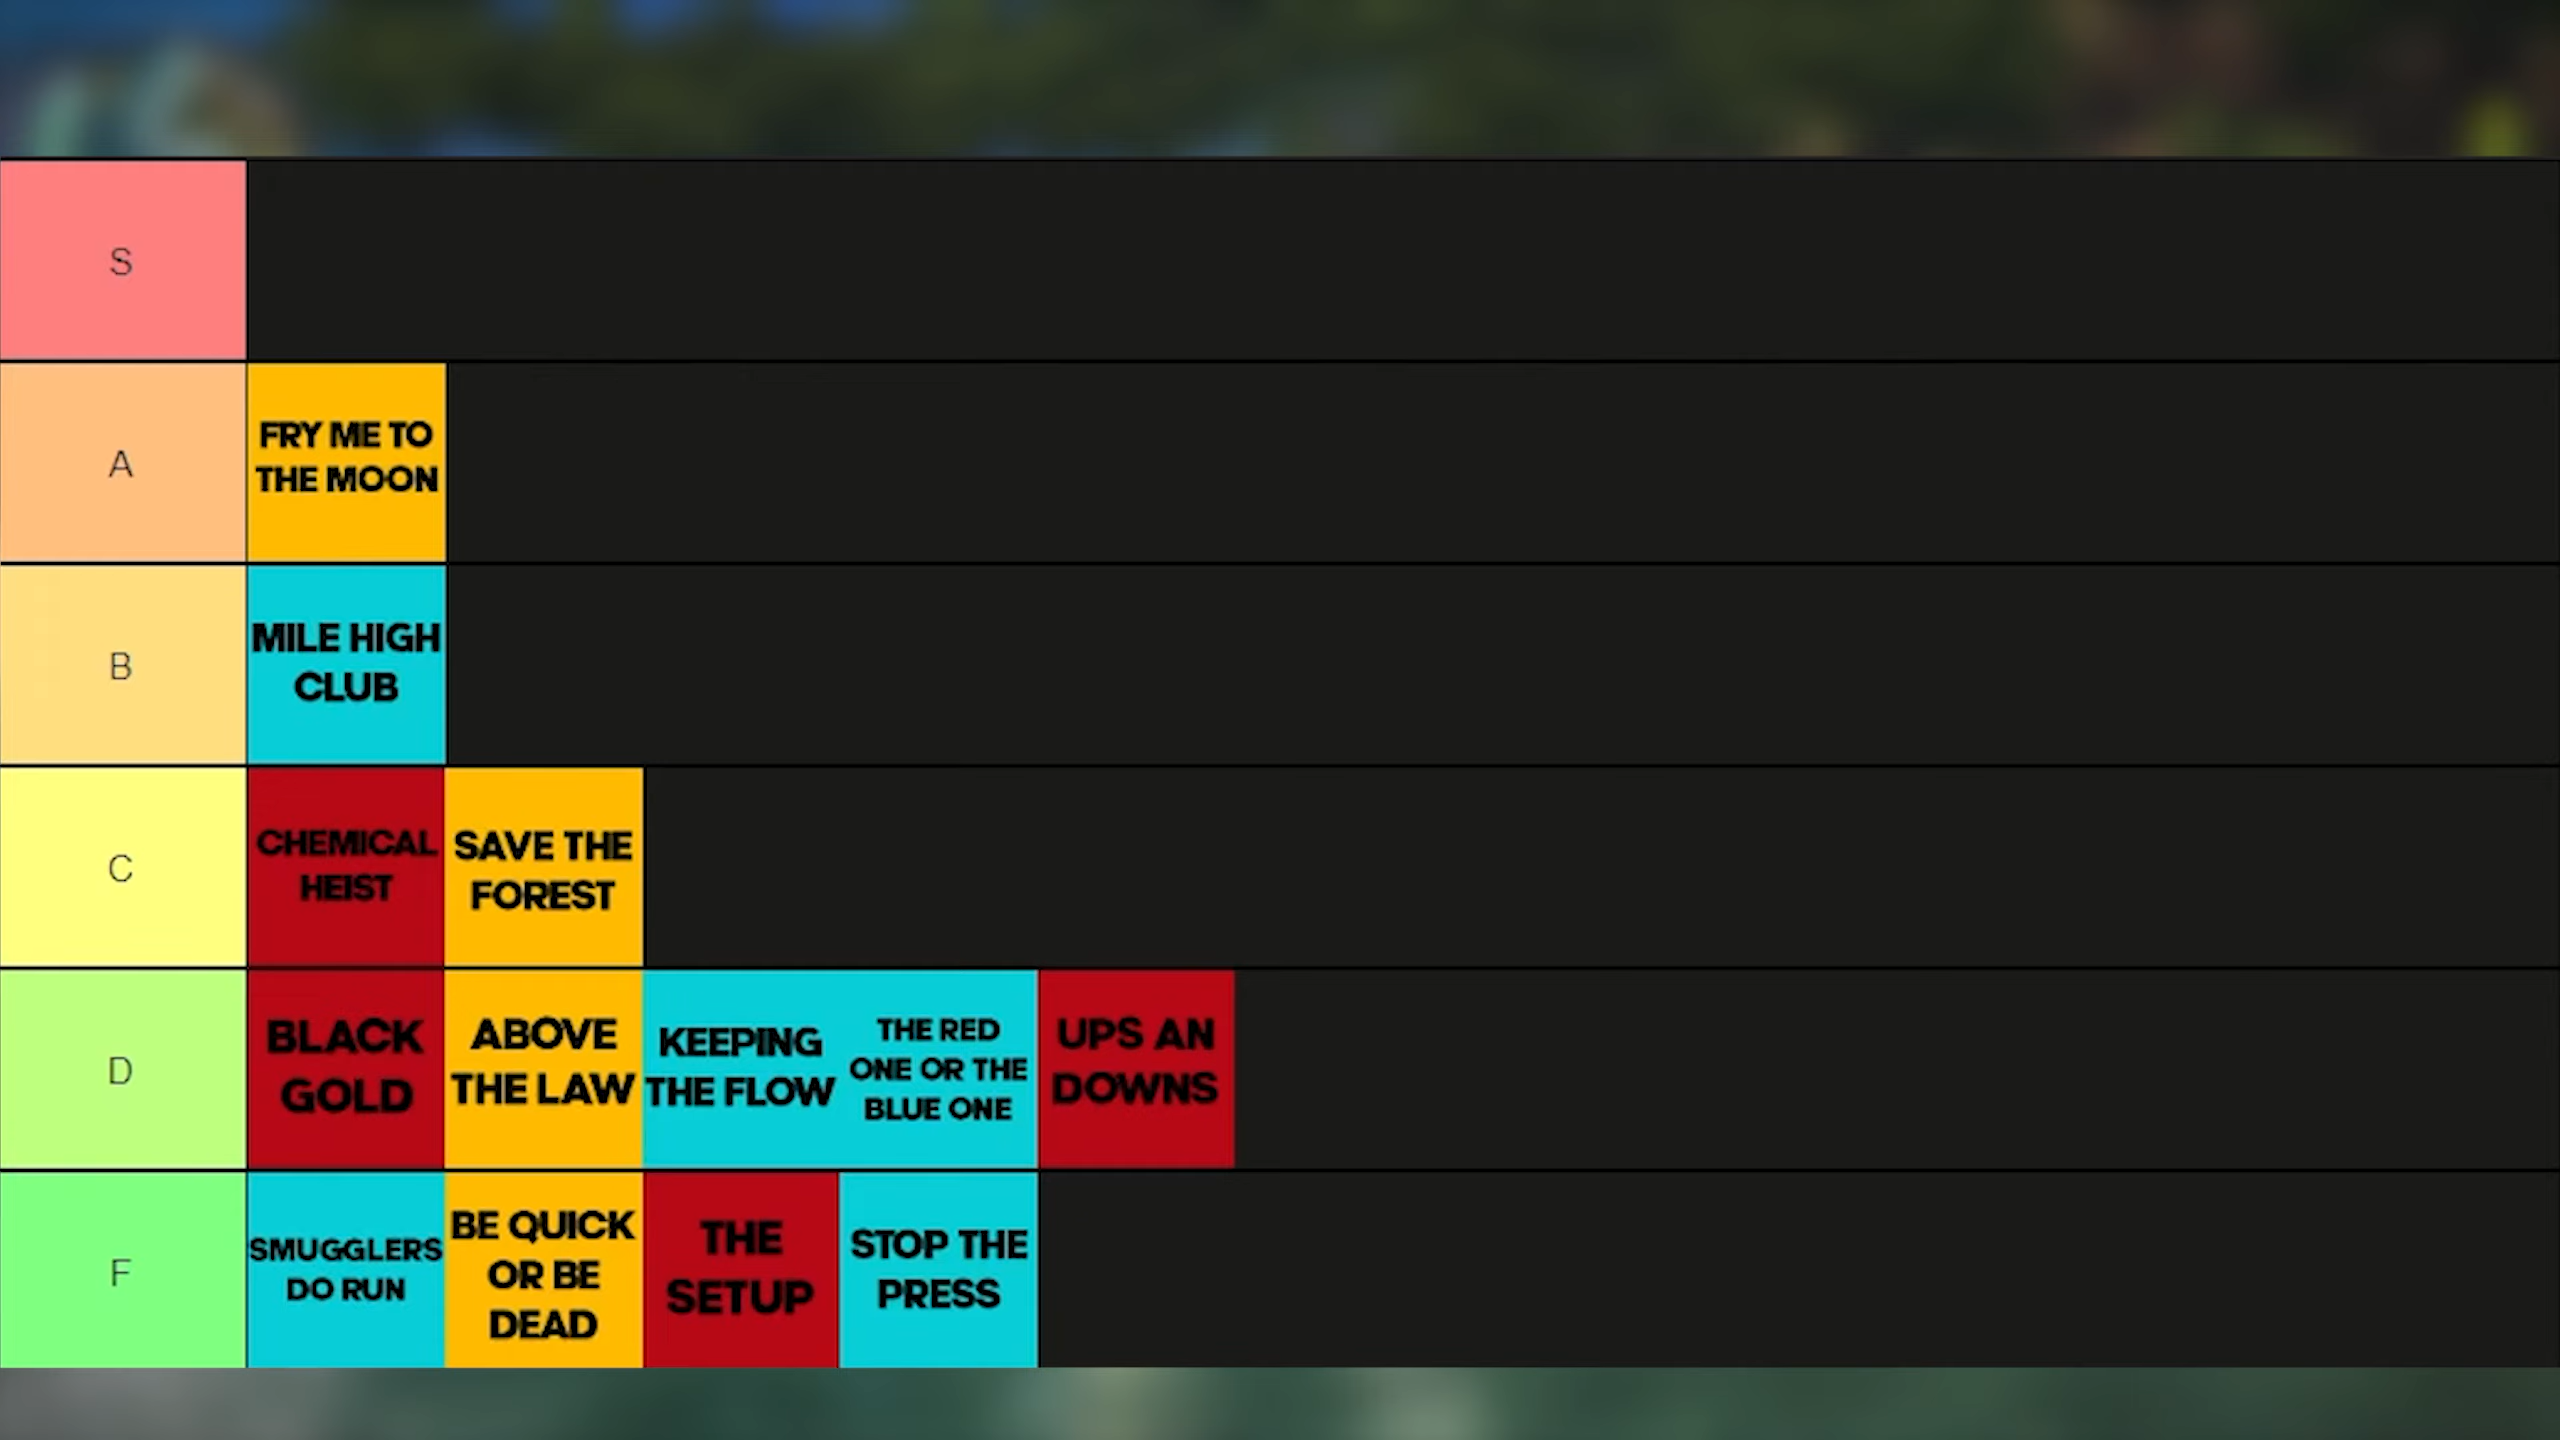 S
A
FRY ME TO
THE MOON
B
MILE HIGH
CLUB
C
CHEMICAL
HEIST
SAVE THE
FOREST
D
BLACK
GOLD
ABOVE
THE LAW
KEEPING
THE FLOW
THE RED
ONE OR THE
BLUE ONE
UPS AN
DOWNS
F
SMUGGLERS
DO RUN
BE QUICK
OR BE
DEAD
THE
SETUP
STOP THE
PRESS